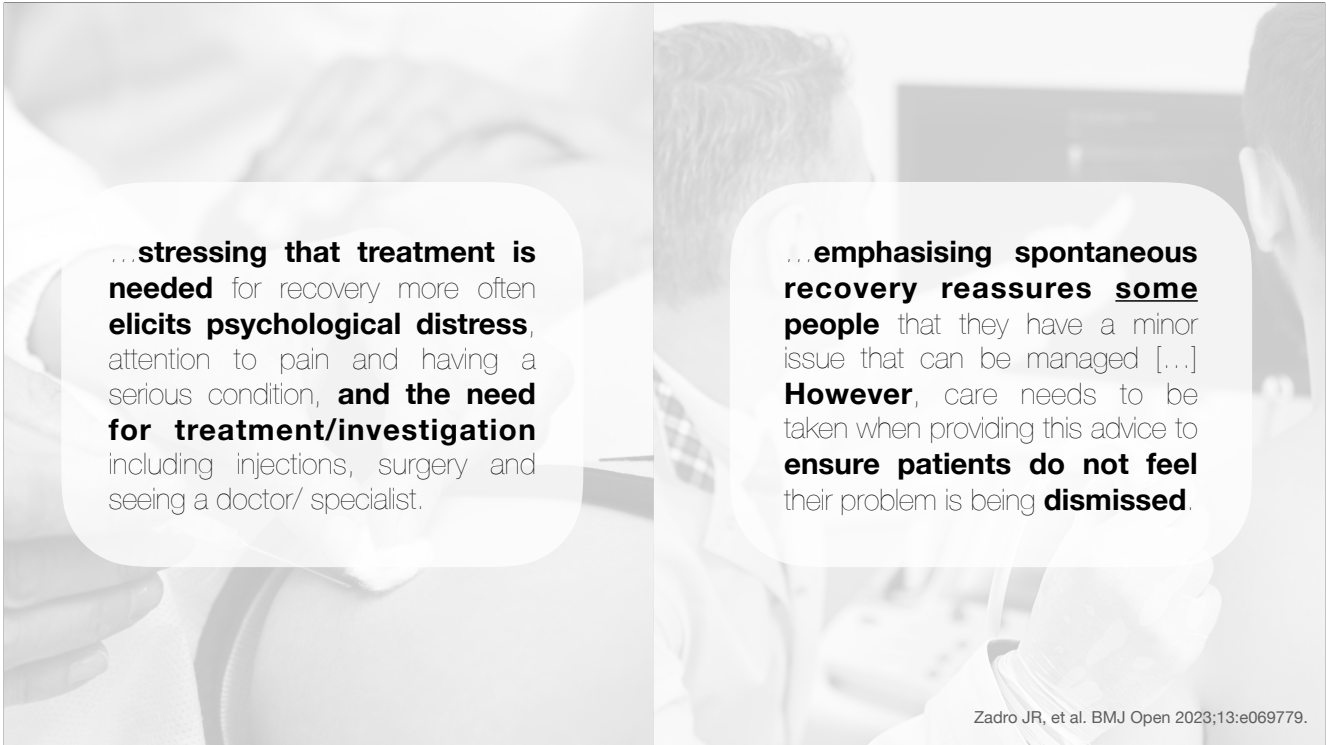 …stressing that treatment is
needed for recovery more often
elicits psychological distress,
attention to pain and having a
serious condition, and the need
for treatment/investigation
including injections, surgery and
seeing a doctor/ specialist.
…emphasising spontaneous
recovery reassures some
people that they have a minor
issue that can be managed […]
However, care needs to be
taken when providing this advice to
ensure patients do not feel
their problem is being dismissed.
Zadro JR, et al. BMJ Open 2023;13:e069779.